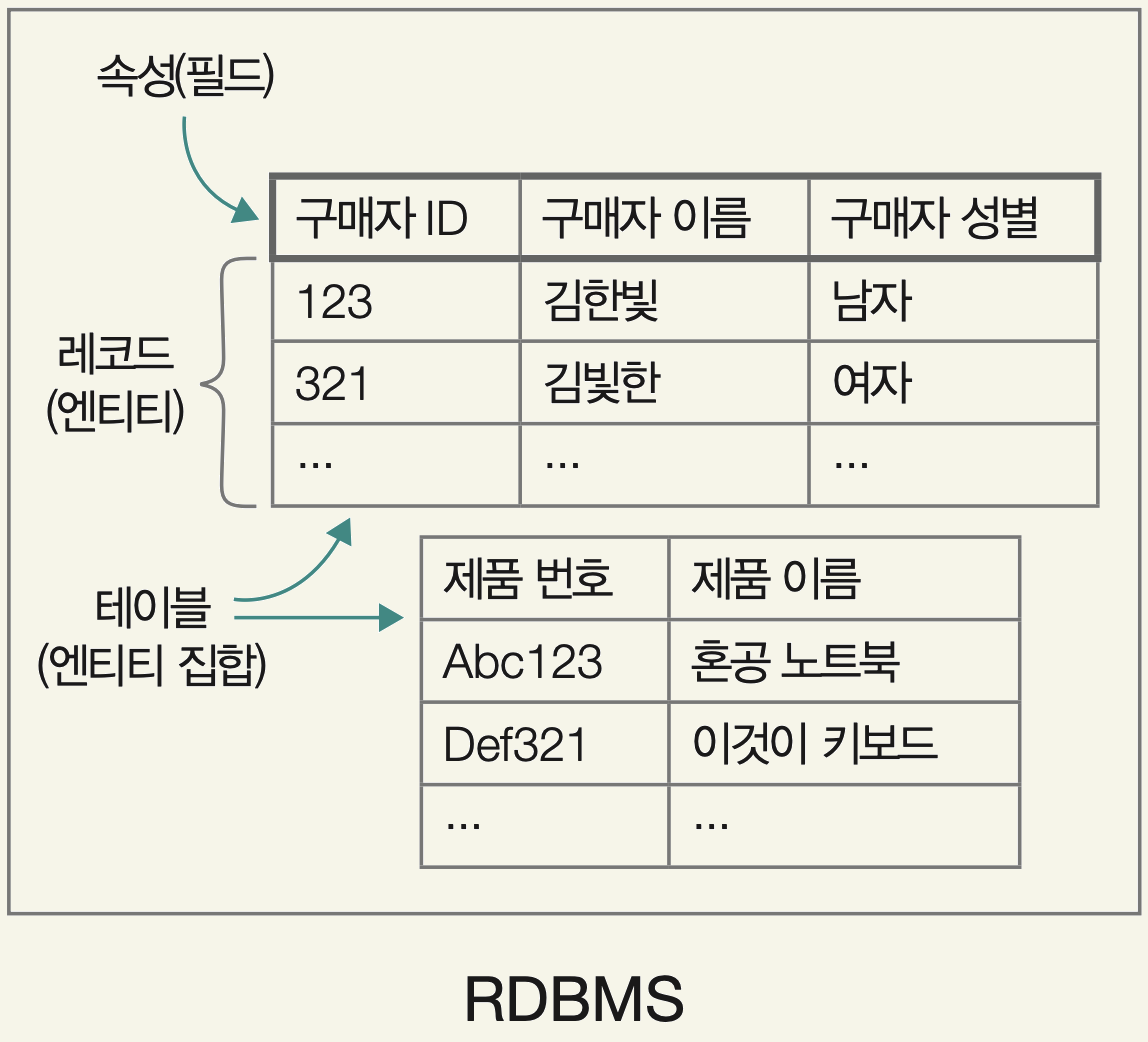 속성(필드)
구매자 ID 구매자 이름 구매자 성별
123 김한빛 남자
321 김빛한 여자
... ... ...
레코드
(엔티티)
테이블
(엔티티 집합)
제품 번호 제품 이름
Abc123 혼공 노트북
Def321 이것이 키보드
... ...
RDBMS